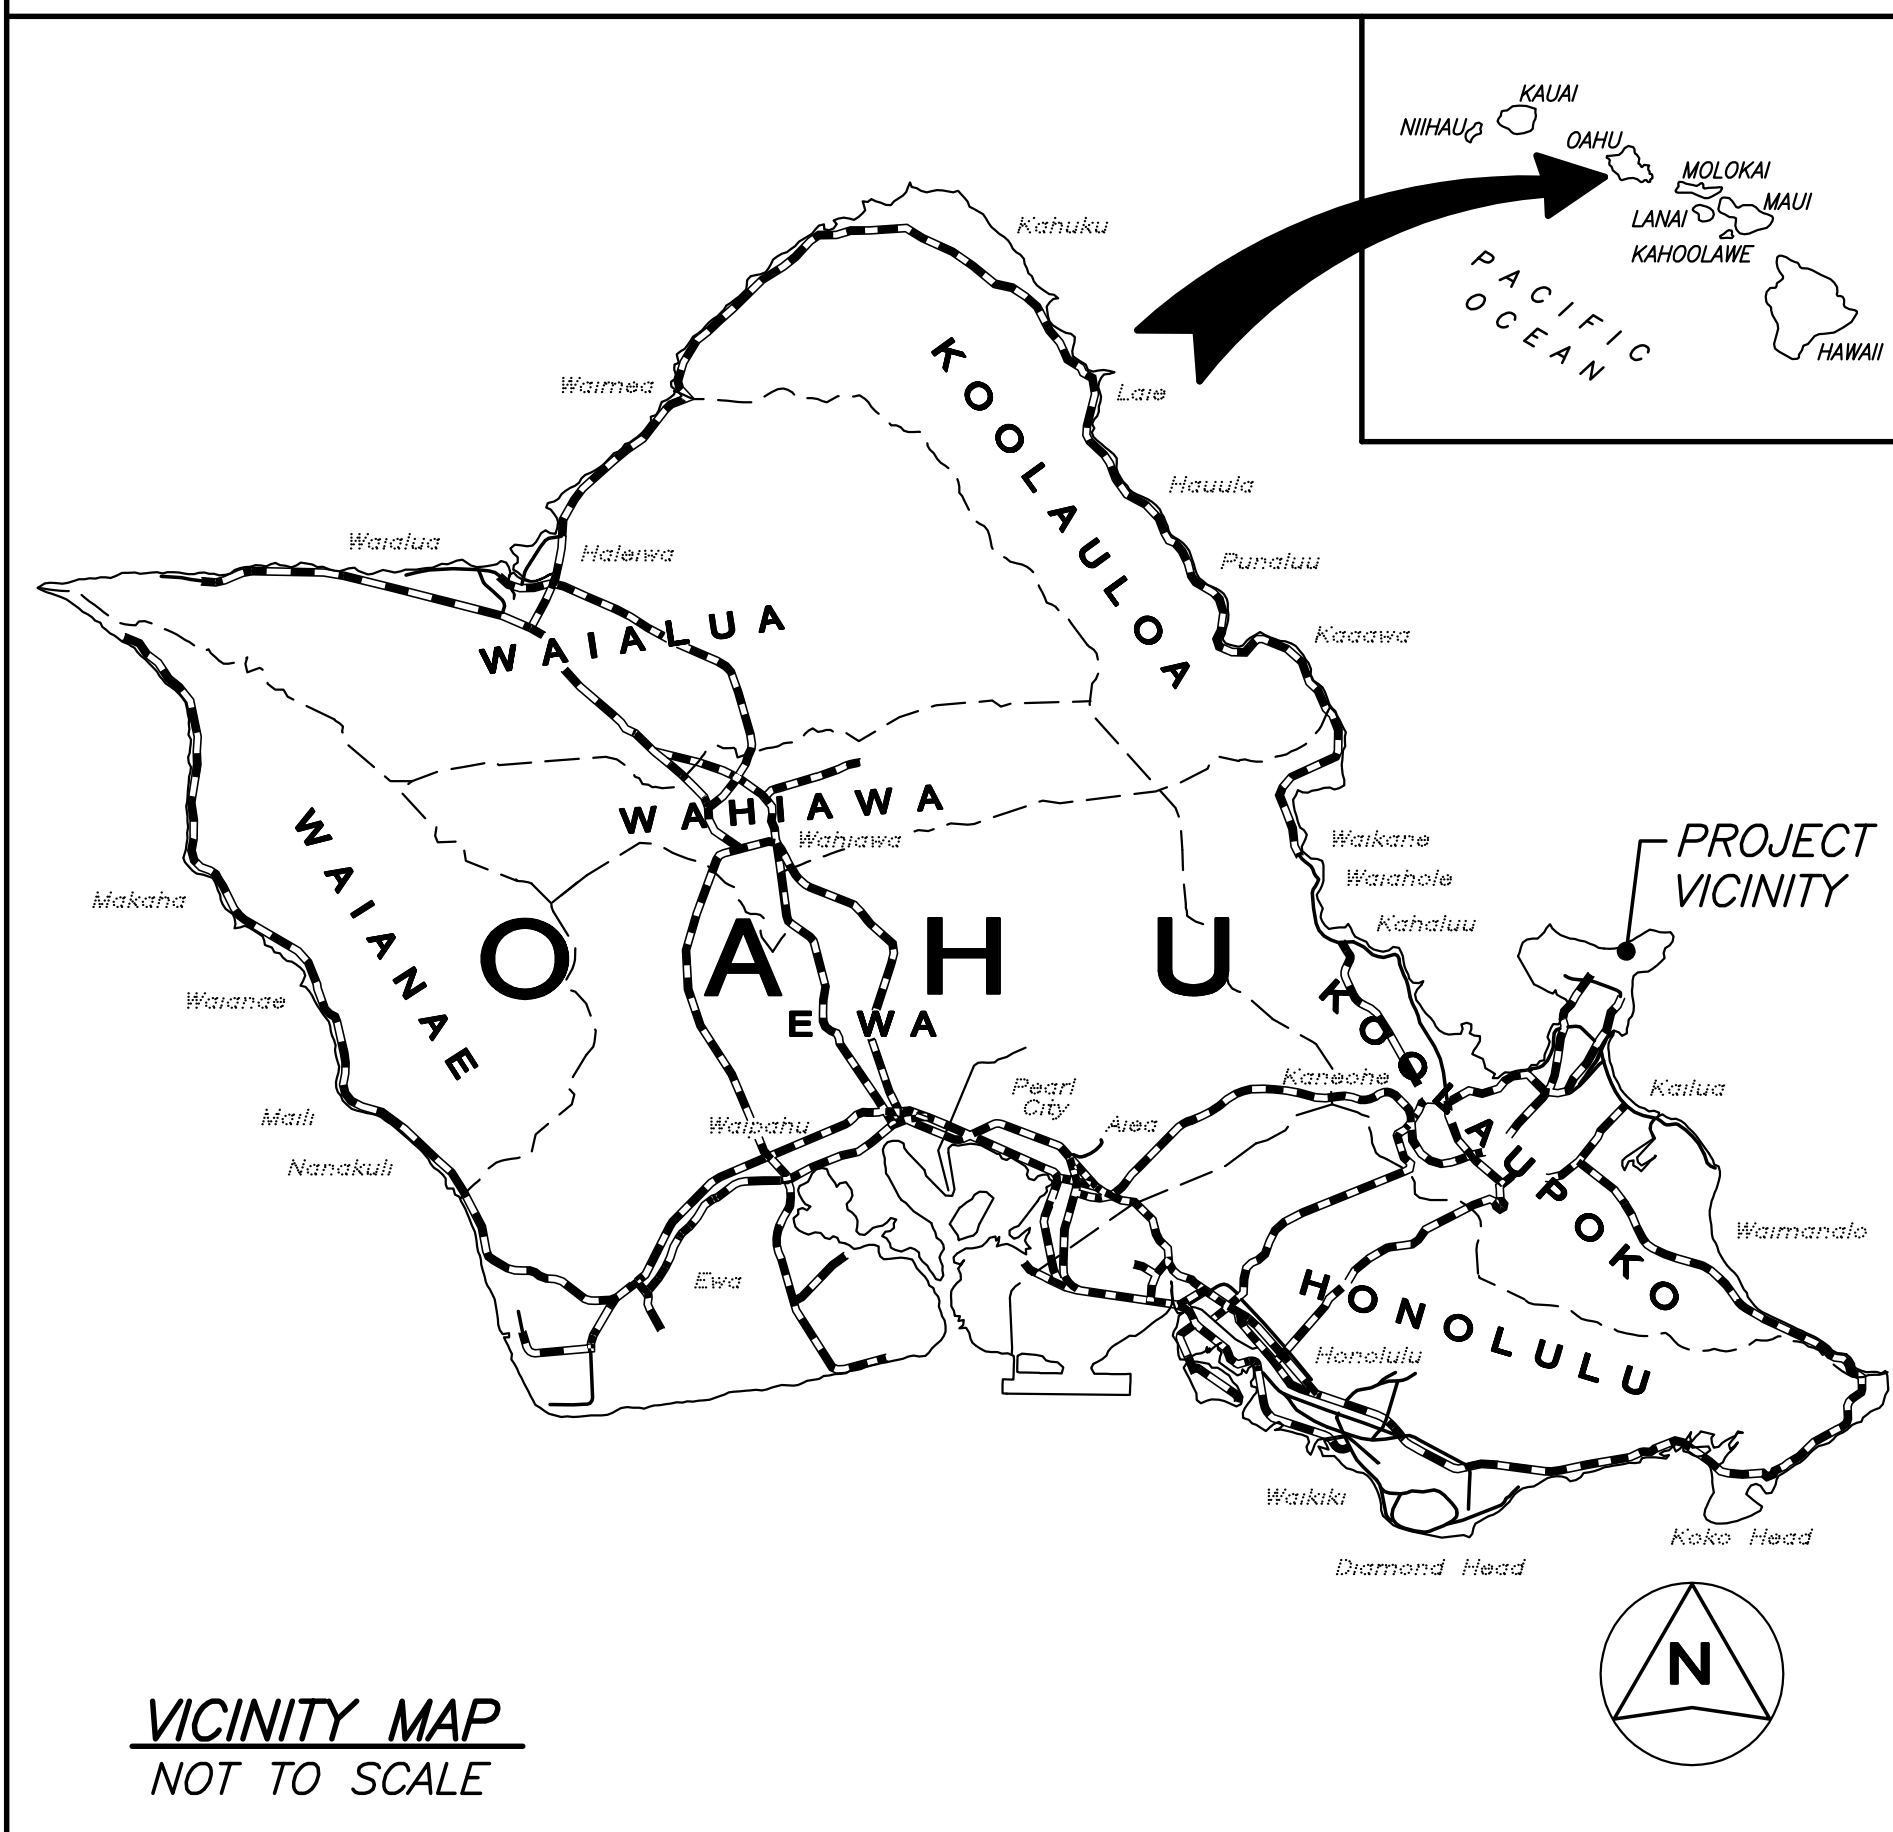 KAUAI
NIIHAU
OAHU
MOLOKAI
MAUI
LANAI
KAHOOLAWE
HAWAII
PACIFIC
OCEAN
Kahuku
Waimea
Laie
KOOLAULOA
Hauula
Waialua
Haleiwa
Punaluu
WAIALUA
Kaaawa
WAHIAWA
Wahiawa
Waikane
PROJECT
VICINITY
Waiahole
WAIANAE
Makaha
Kahaluu
OAHU
Waianae
EWA
KOOLAUPOKO
Kaneohe
Pearl
City
Kailua
Maili
Waipahu
Aiea
Nanakuli
Waimanalo
Ewa
HONOLULU
Honolulu
Waikiki
Koko Head
Diamond Head
N
VICINITY MAP
NOT TO SCALE